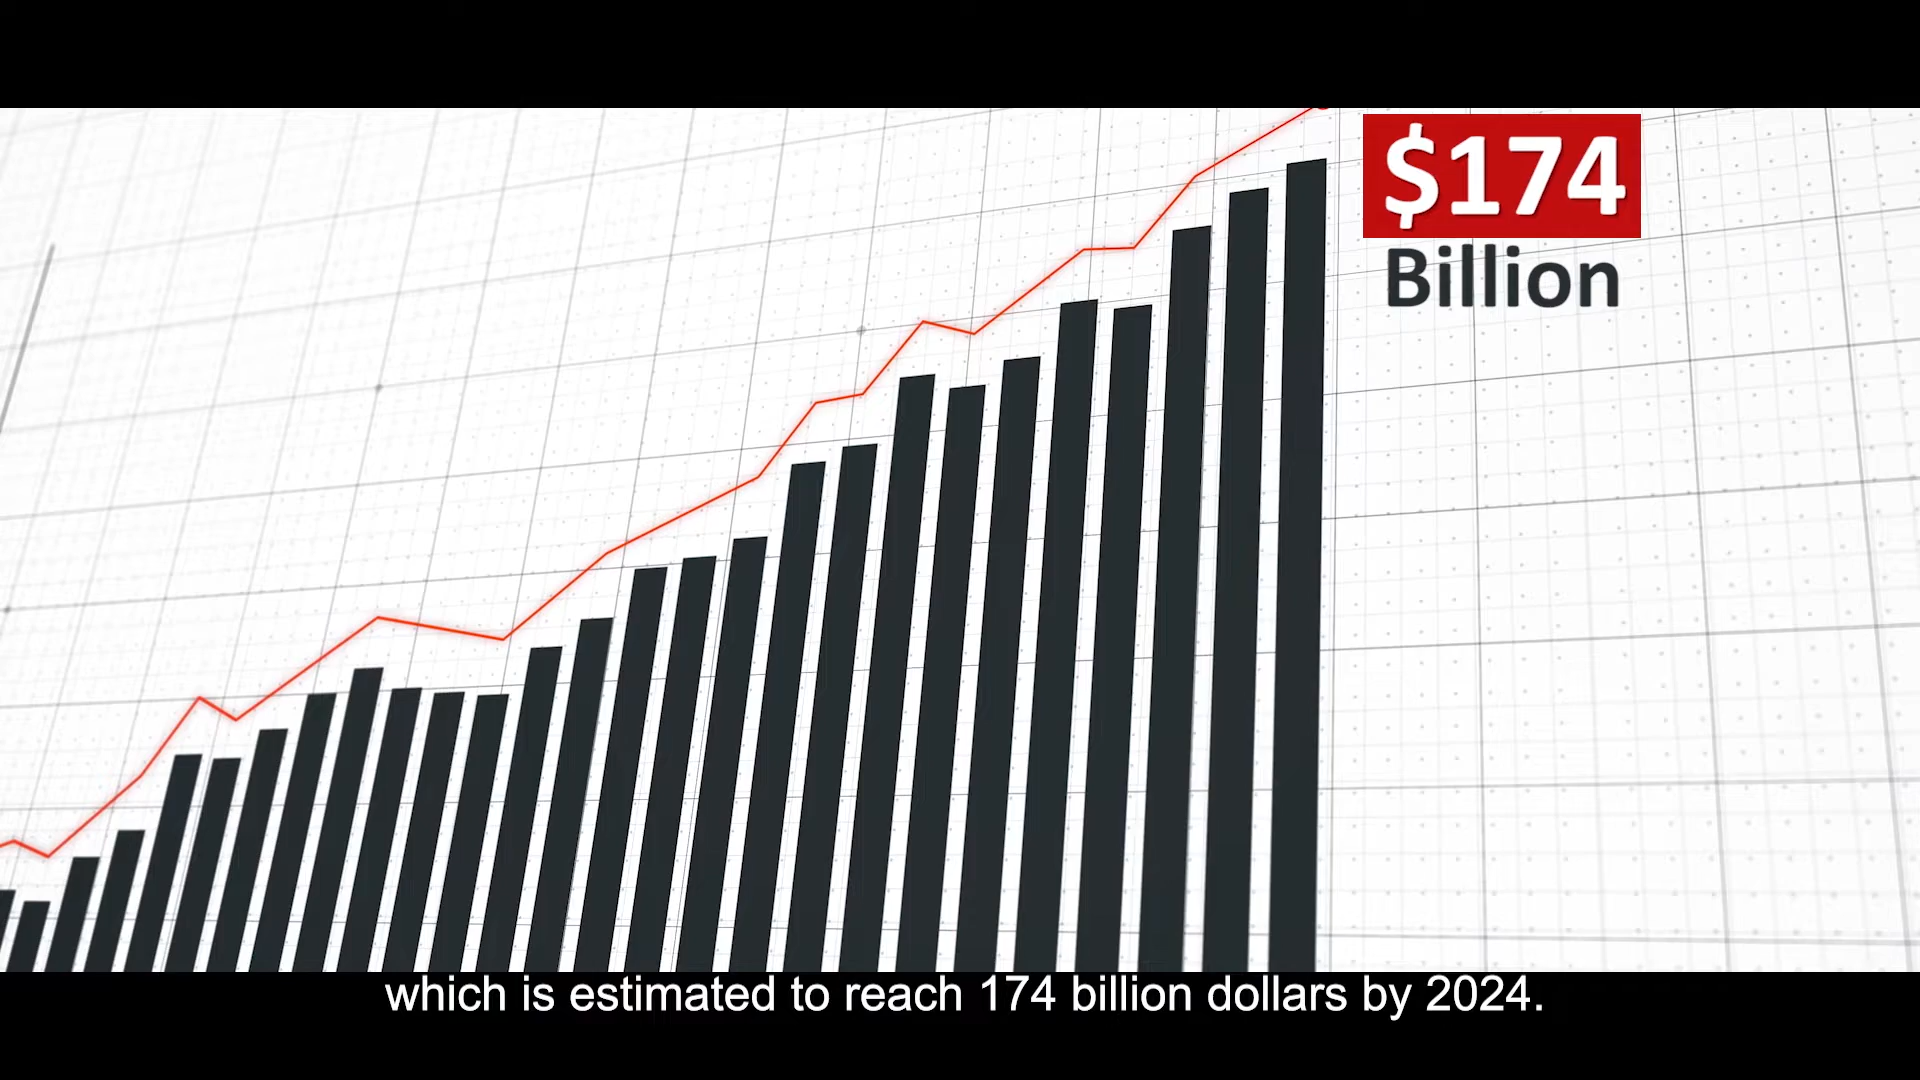 $174
Billion
which is estimated to reach 174 billion dollars by 2024.